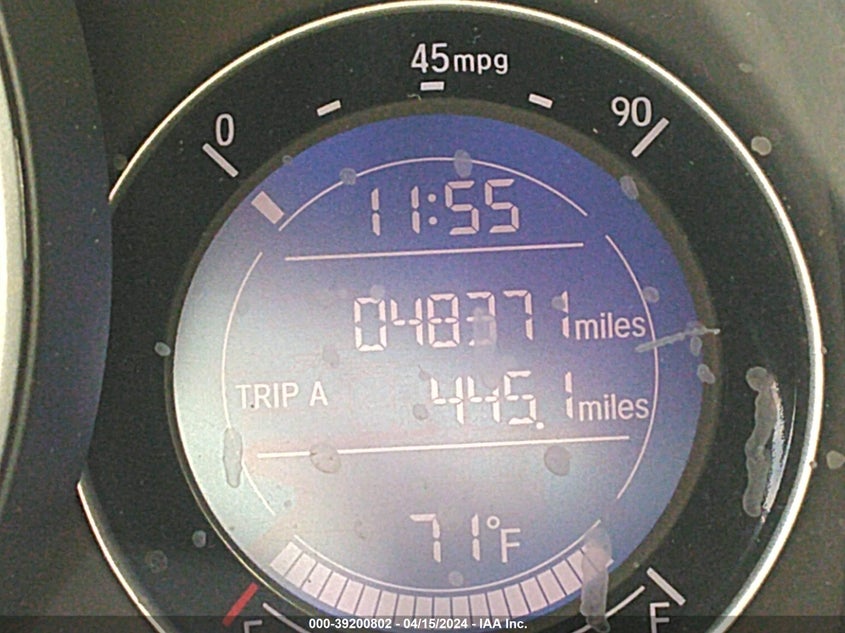 45mpg
0
90
11:55
048371 miles
TRIP A 445.1 miles
71°F
E F
000-39200802 - 04/15/2024 - IAA Inc.